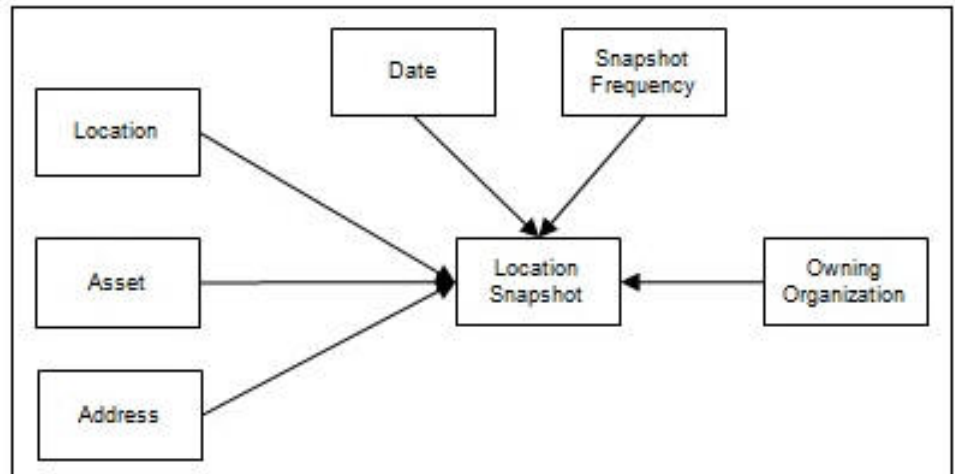 Date
Snapshot
Frequency
Location
Asset
Location
Snapshot
Owning
Organization
Address